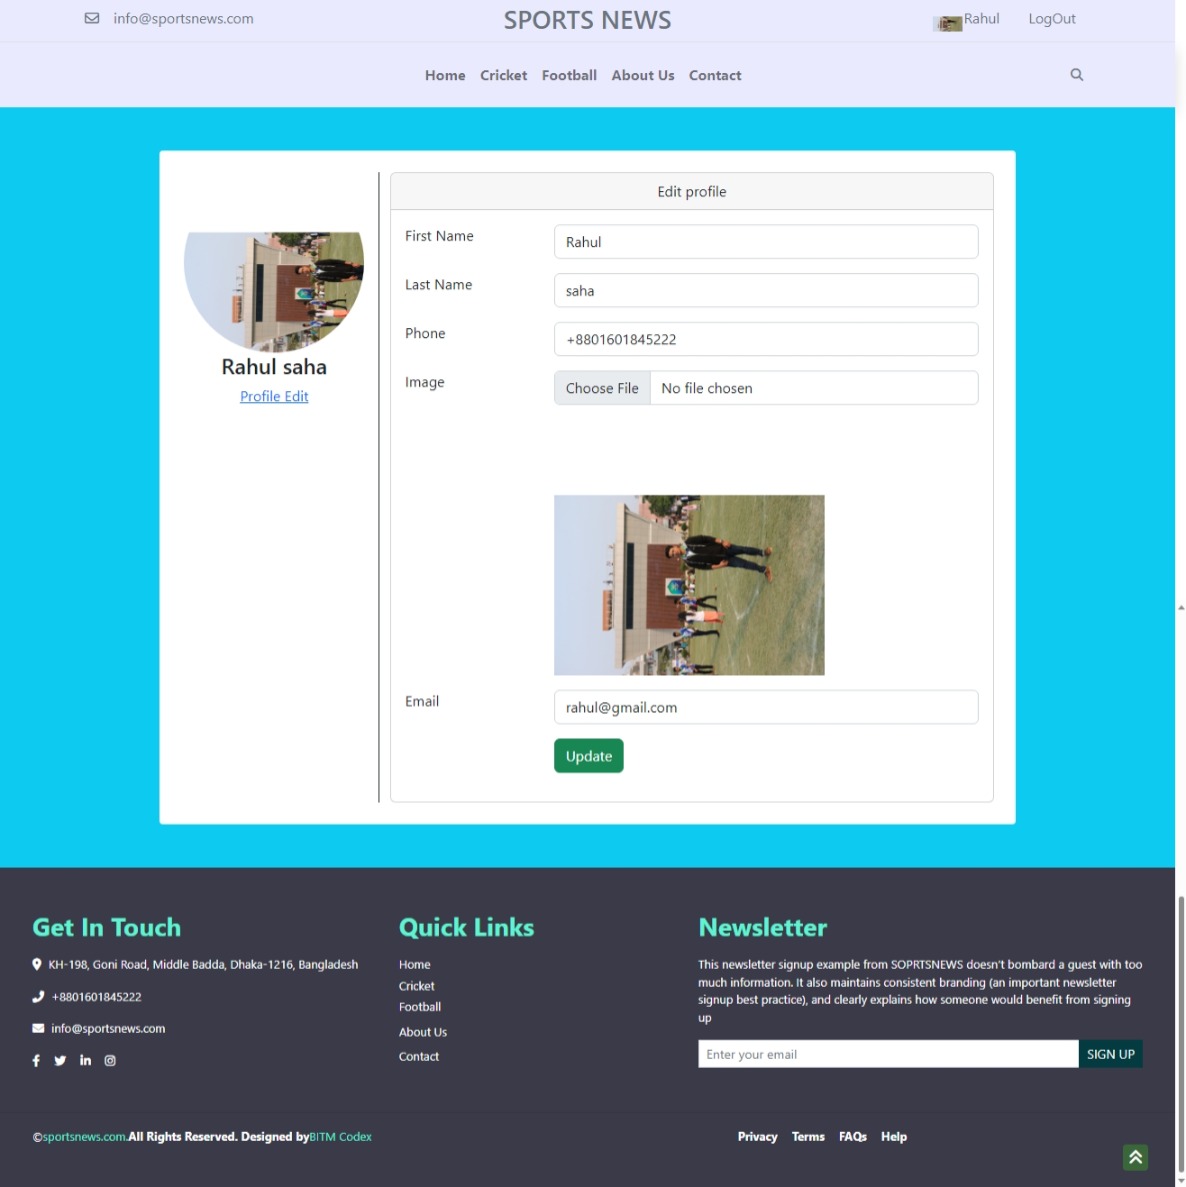 info@sportsnews.com
SPORTS NEWS
Rahul
LogOut
Home Cricket Football About Us Contact
Edit profile
Rahul saha
Profile Edit
First Name
Rahul
Last Name
saha
Phone
+8801601845222
Image
Choose File No file chosen
Email
rahul@gmail.com
Update
Get In Touch
KH-198, Goni Road, Middle Badda, Dhaka-1216, Bangladesh
+8801601845222
info@sportsnews.com
Quick Links
Home
Cricket
Football
About Us
Contact
Newsletter
This newsletter signup example from SOPRTSNEWS doesn't bombard a guest with too
much information. It also maintains consistent branding (an important newsletter
signup best practice), and clearly explains how someone would benefit from signing
up
Enter your email
SIGN UP
©sportsnews.com.All Rights Reserved. Designed byBITM Codex
Privacy Terms FAQs Help